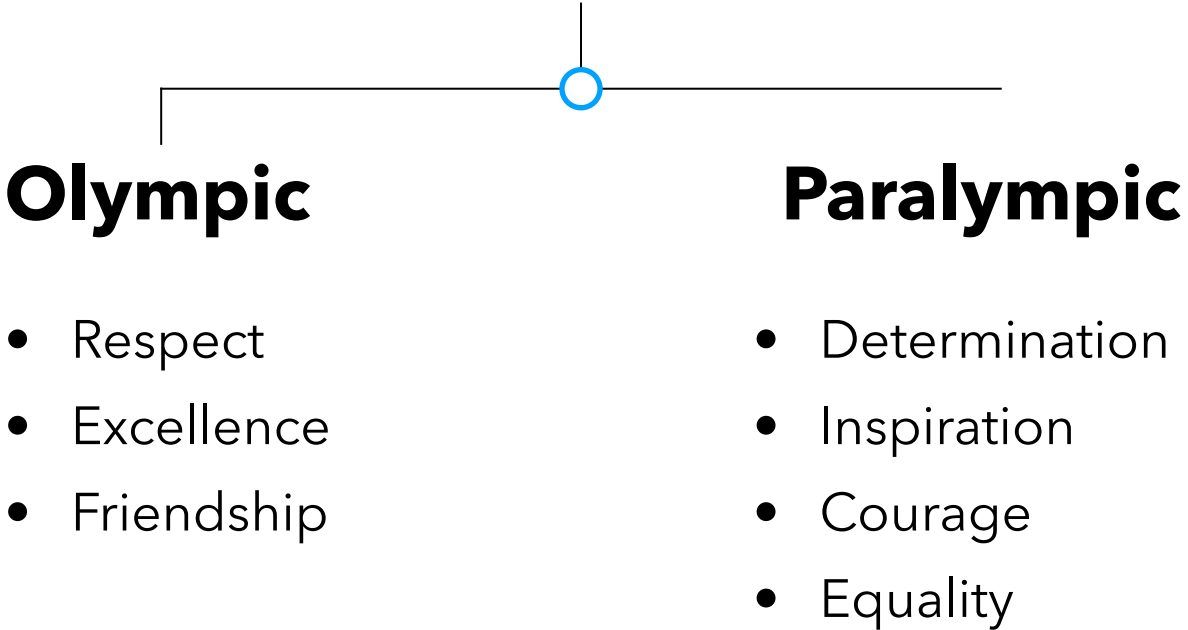 Olympic
• Respect
• Excellence
• Friendship
Paralympic
• Determination
• Inspiration
• Courage
• Equality